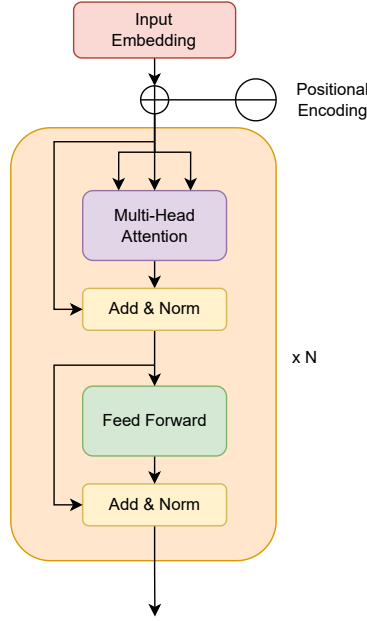 Input
Embedding
Positional
Encoding
Multi-Head
Attention
Add & Norm
x N
Feed Forward
Add & Norm